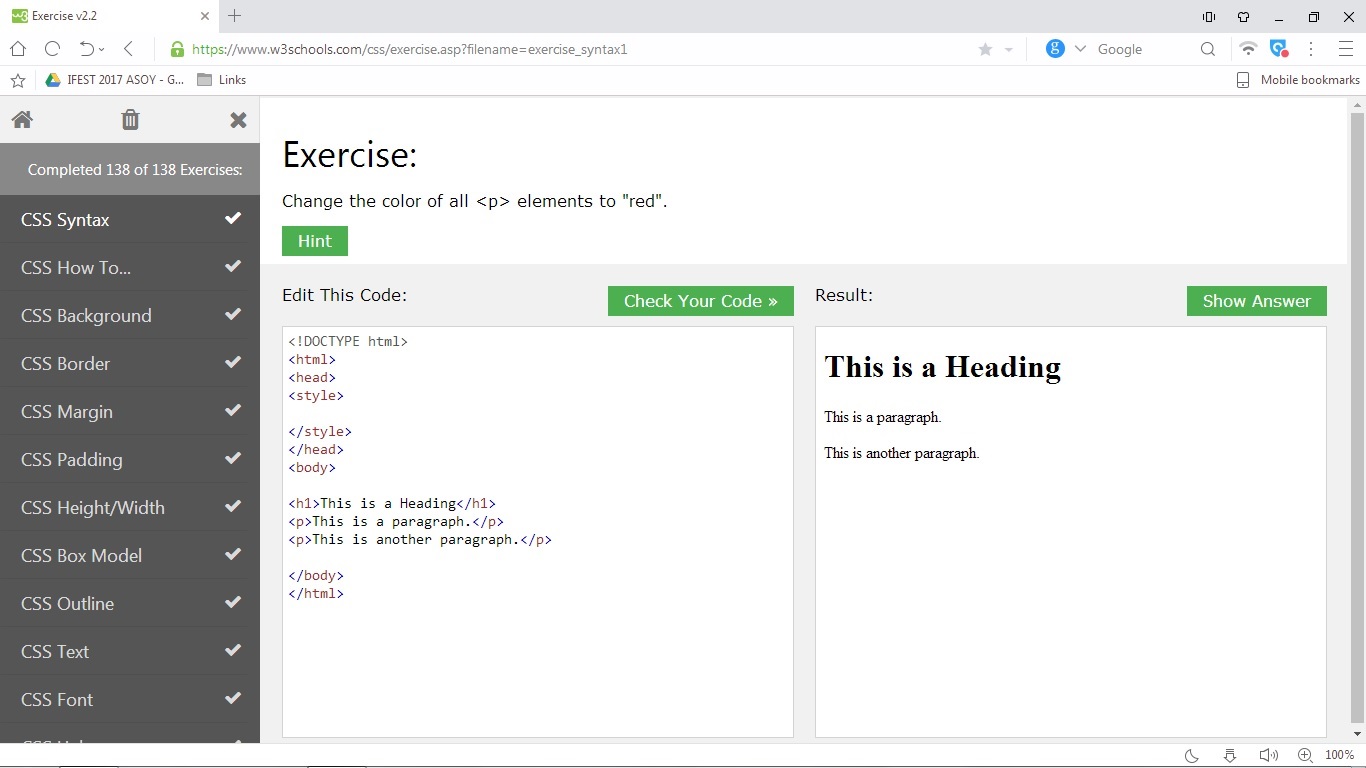 Exercise v2.2
https://www.w3schools.com/css/exercise.asp?filename=exercise_syntax1
Google
IFEST 2017 ASOY - G...
Links
Mobile bookmarks
Completed 138 of 138 Exercises:
CSS Syntax
CSS How To...
CSS Background
CSS Border
CSS Margin
CSS Padding
CSS Height/Width
CSS Box Model
CSS Outline
CSS Text
CSS Font
Exercise:
Change the color of all <p> elements to "red".
Hint
Edit This Code:
Check Your Code »
<!DOCTYPE html>
<html>
<head>
<style>
</style>
</head>
<body>
<h1>This is a Heading</h1>
<p>This is a paragraph.</p>
<p>This is another paragraph.</p>
</body>
</html>
Result:
Show Answer
This is a Heading
This is a paragraph.
This is another paragraph.
100%